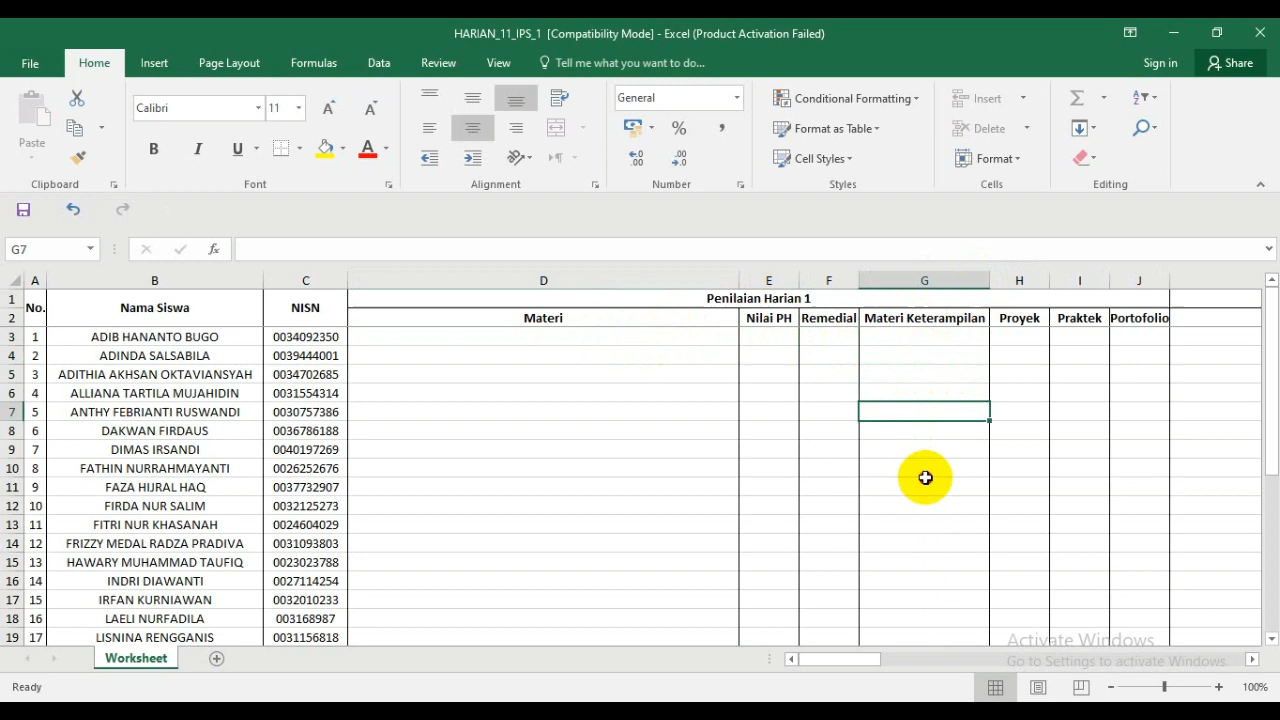 HARIAN_11_IPS_1 [Compatibility Mode] - Excel (Product Activation Failed)
File Home Insert Page Layout Formulas Data Review View Tell me what you want to do... Sign in Share
Calibri 11 General Conditional Formatting Insert
Paste % , Format as Table Delete
B I U A Cell Styles Format
Clipboard Font Alignment Number Styles Cells Editing
G7 fx
A B C D E F G H I J
1 No. Nama Siswa NISN Penilaian Harian 1
2 Materi Nilai PH Remedial Materi Keterampilan Proyek Praktek Portofolio
3 1 ADIB HANANTO BUGO 0034092350
4 2 ADINDA SALSABILA 0039444001
5 3 ADITHIA AKHSAN OKTAVIANSYAH 0034702685
6 4 ALLIANA TARTILA MUJAHIDIN 0031554314
7 5 ANTHY FEBRIANTI RUSWANDI 0030757386
8 6 DAKWAN FIRDAUS 0036786188
9 7 DIMAS IRSANDI 0040197269
10 8 FATHIN NURRAHMAYANTI 0026252676
11 9 FAZA HIJRAL HAQ 0037732907
12 10 FIRDA NUR SALIM 0032125273
13 11 FITRI NUR KHASANAH 0024604029
14 12 FRIZZY MEDAL RADZA PRADIVA 0031093803
15 13 HAWARY MUHAMMAD TAUFIQ 0023023788
16 14 INDRI DIAWANTI 0027114254
17 15 IRFAN KURNIAWAN 0032010233
18 16 LAELI NURFADILA 003168987
19 17 LISNINA RENGGANIS 0031156818
Activate Windows
Go to Settings to activate Windows.
Worksheet
Ready 100%